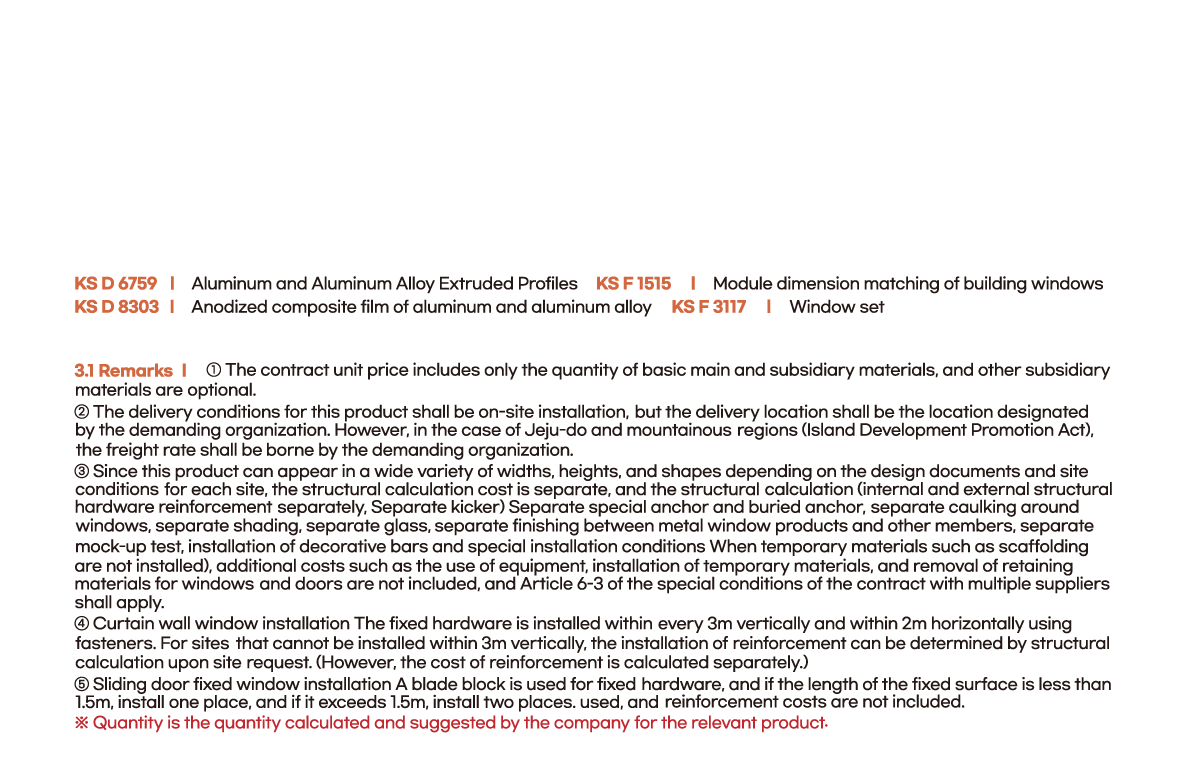 KS D 6759 | Aluminum and Aluminum Alloy Extruded Profiles KS F 1515 | Module dimension matching of building windows
KS D 8303 | Anodized composite film of aluminum and aluminum alloy KS F 3117 | Window set
3.1 Remarks | ① The contract unit price includes only the quantity of basic main and subsidiary materials, and other subsidiary
materials are optional.
② The delivery conditions for this product shall be on-site installation, but the delivery location shall be the location designated
by the demanding organization. However, in the case of Jeju-do and mountainous regions (Island Development Promotion Act),
the freight rate shall be borne by the demanding organization.
③ Since this product can appear in a wide variety of widths, heights, and shapes depending on the design documents and site
conditions for each site, the structural calculation cost is separate, and the structural calculation (internal and external structural
hardware reinforcement separately, Separate kicker) Separate special anchor and buried anchor, separate caulking around
windows, separate shading, separate glass, separate finishing between metal window products and other members, separate
mock-up test, installation of decorative bars and special installation conditions When temporary materials such as scaffolding
are not installed), additional costs such as the use of equipment, installation of temporary materials, and removal of retaining
materials for windows and doors are not included, and Article 6-3 of the special conditions of the contract with multiple suppliers
shall apply.
④ Curtain wall window installation The fixed hardware is installed within every 3m vertically and within 2m horizontally using
fasteners. For sites that cannot be installed within 3m vertically, the installation of reinforcement can be determined by structural
calculation upon site request. (However, the cost of reinforcement is calculated separately.)
⑤ Sliding door fixed window installation A blade block is used for fixed hardware, and if the length of the fixed surface is less than
1.5m, install one place, and if it exceeds 1.5m, install two places. used, and reinforcement costs are not included.
※ Quantity is the quantity calculated and suggested by the company for the relevant product.